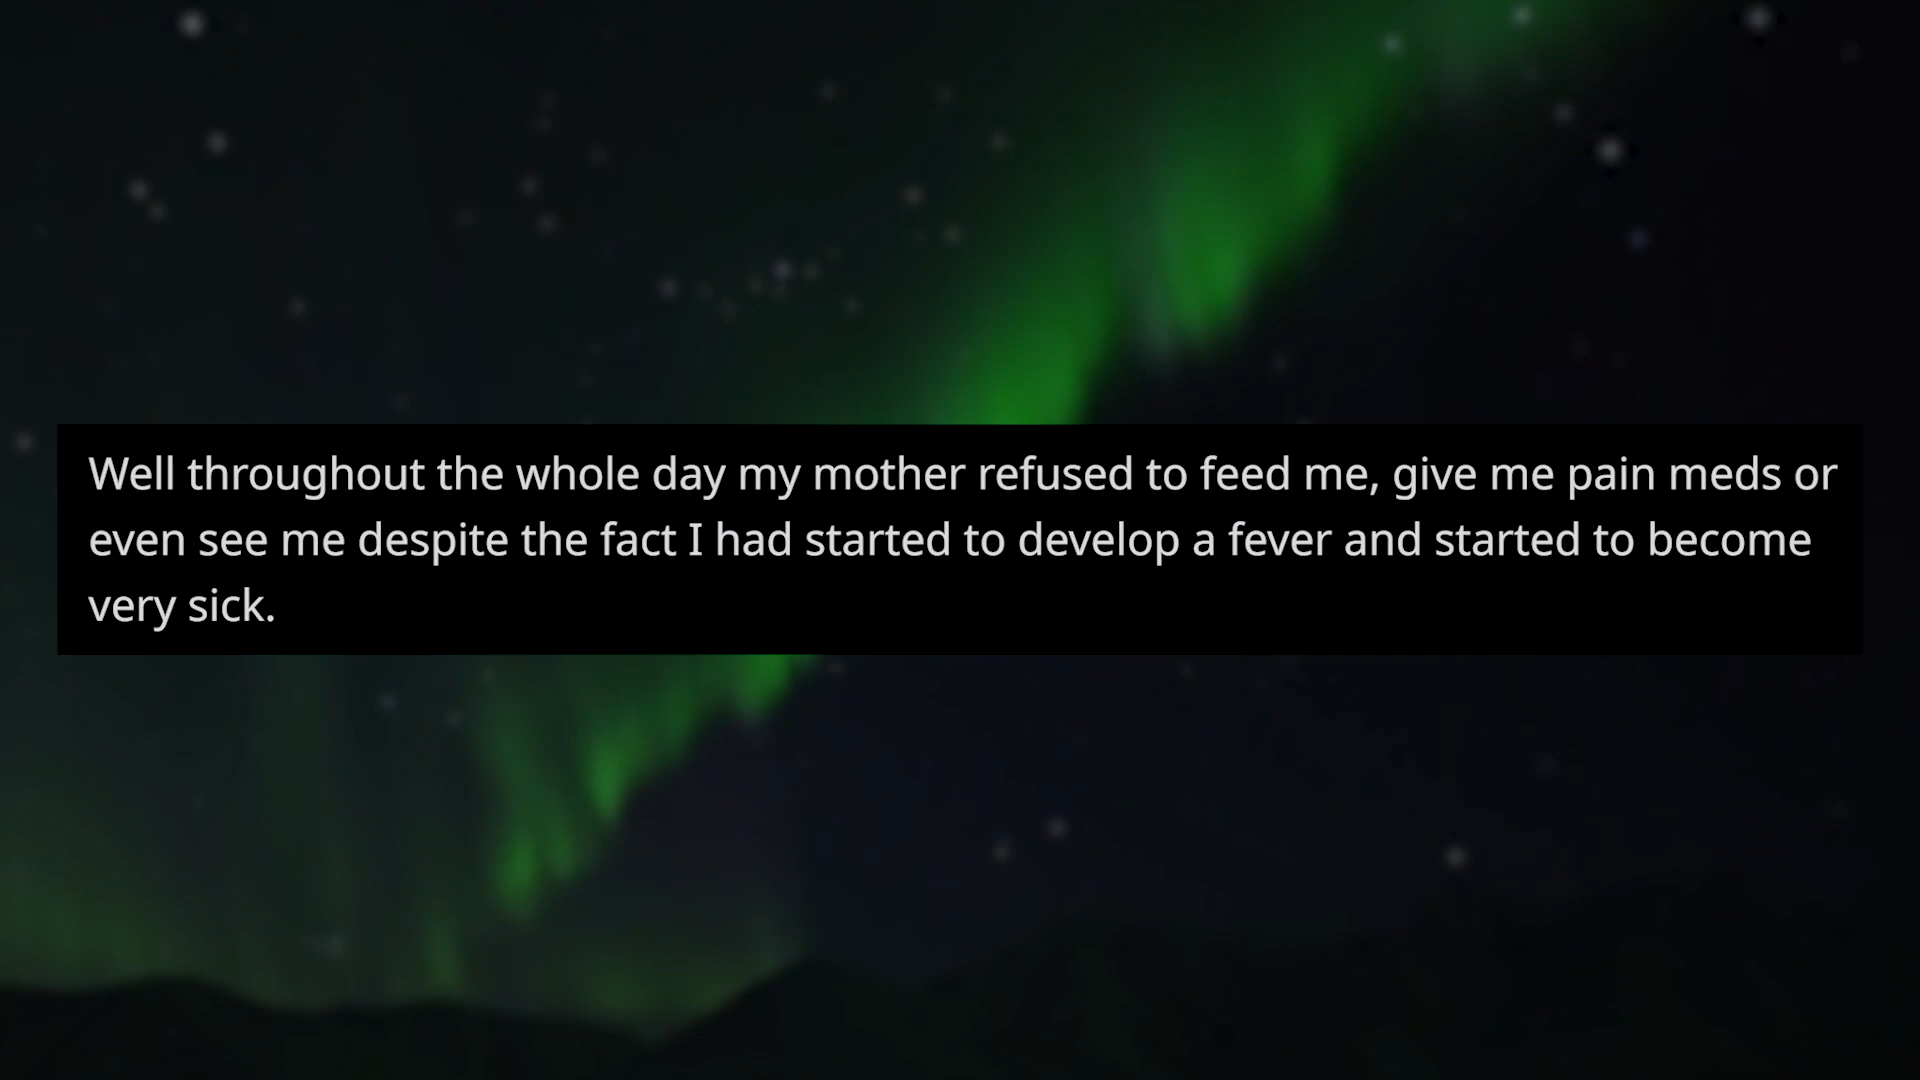 Well throughout the whole day my mother refused to feed me, give me pain meds or
even see me despite the fact I had started to develop a fever and started to become
very sick.